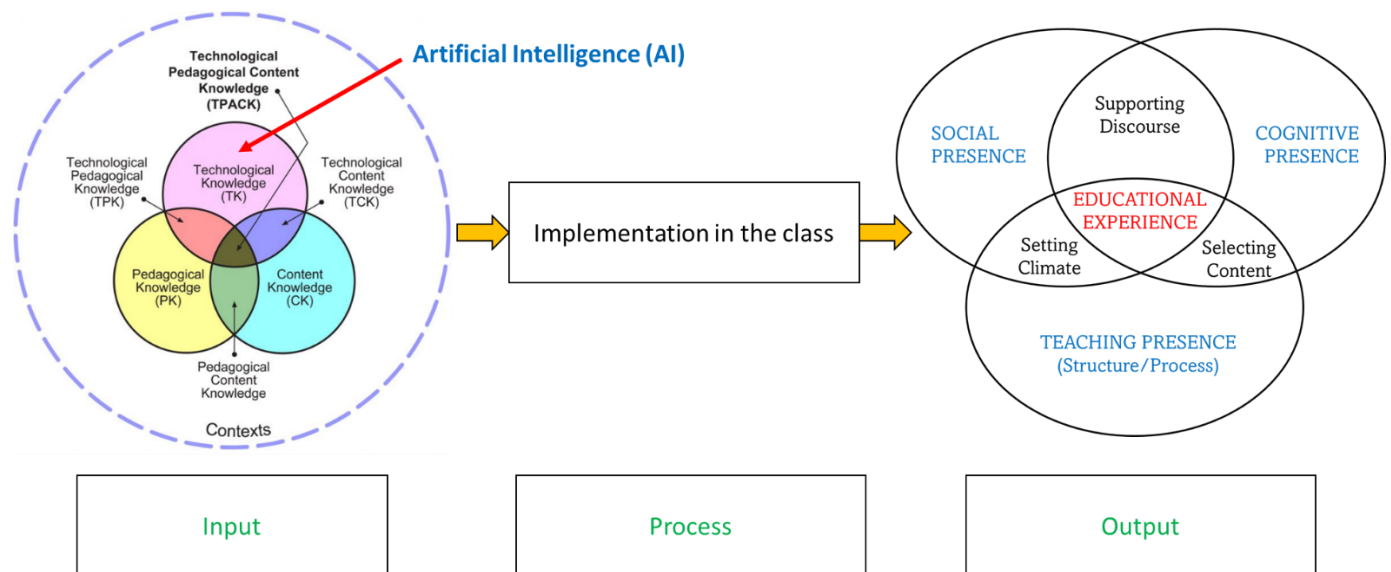 Technological
Pedagogical Content
Knowledge
(TPACK)
Artificial Intelligence (AI)
Technological
Pedagogical
Knowledge
(TPK)
Technological
Knowledge
(TK)
Technological
Content
Knowledge
(TCK)
Pedagogical
Knowledge
(PK)
Content
Knowledge
(CK)
Pedagogical
Content
Knowledge
Contexts
Implementation in the class
Supporting
Discourse
SOCIAL
PRESENCE
COGNITIVE
PRESENCE
EDUCATIONAL
EXPERIENCE
Setting
Climate
Selecting
Content
TEACHING PRESENCE
(Structure/Process)
Input
Process
Output